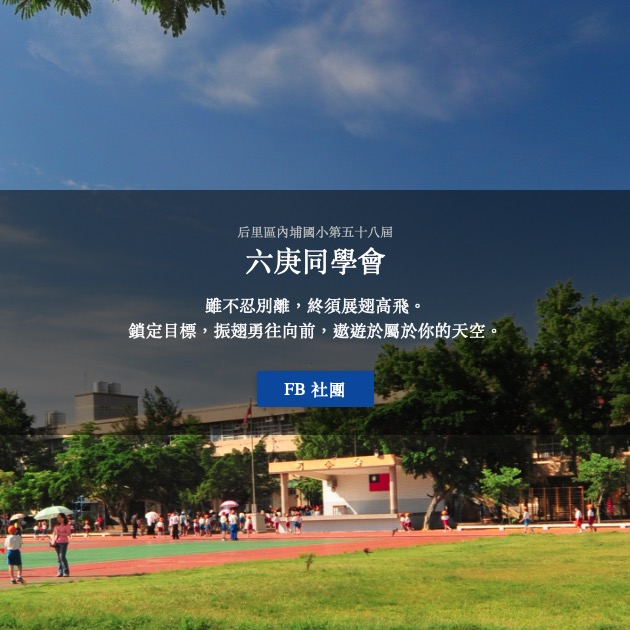 后里區內埔國小第五十八屆
六庚同學會
雖不忍別離，終須展翅高飛。
鎖定目標，振翅勇往向前，遨遊於屬於你的天空。
FB 社團